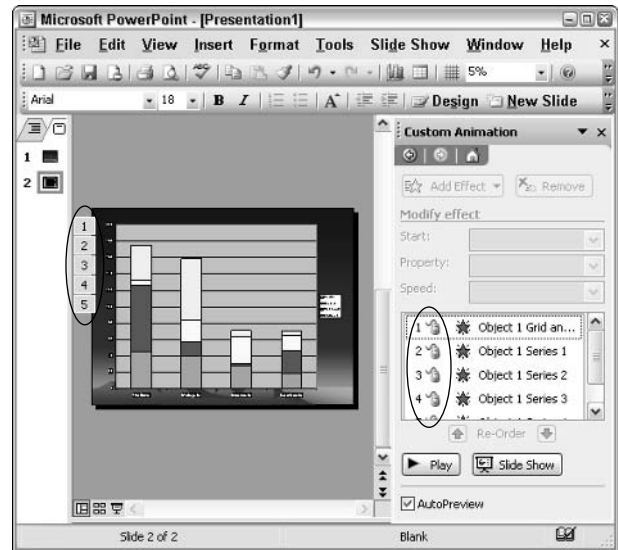 Microsoft PowerPoint - [Presentation1]
File Edit View Insert Format Tools Slide Show Window Help
5%
Arial 18 B I A Design New Slide
Custom Animation
1
2
1
2
3
4
5
Add Effect Remove
Modify effect
Start:
Property:
Speed:
1 Object 1 Grid an...
2 Object 1 Series 1
3 Object 1 Series 2
4 Object 1 Series 3
Re-Order
Play Slide Show
AutoPreview
Slide 2 of 2 Blank